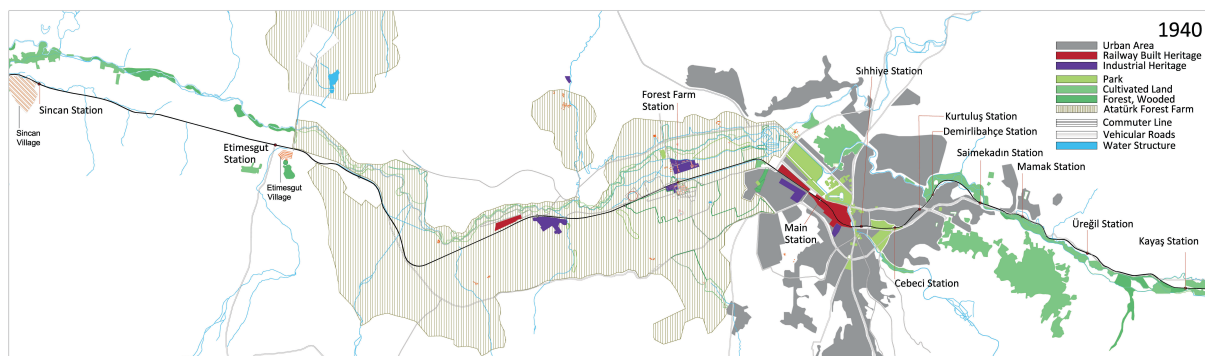 1940
Urban Area
Railway Built Heritage
Industrial Heritage
Park
Cultivated Land
Forest, Wooded
Atatürk Forest Farm
Commuter Line
Vehicular Roads
Water Structure
Sıhhiye Station
Forest Farm
Station
Sincan Station
Kurtuluş Station
Demirlibahçe Station
Sincan
Village
Etimesgut
Station
Saimekadın Station
Mamak Station
Etimesgut
Village
Main
Station
Üreğil Station
Kayaş Station
Cebeci Station